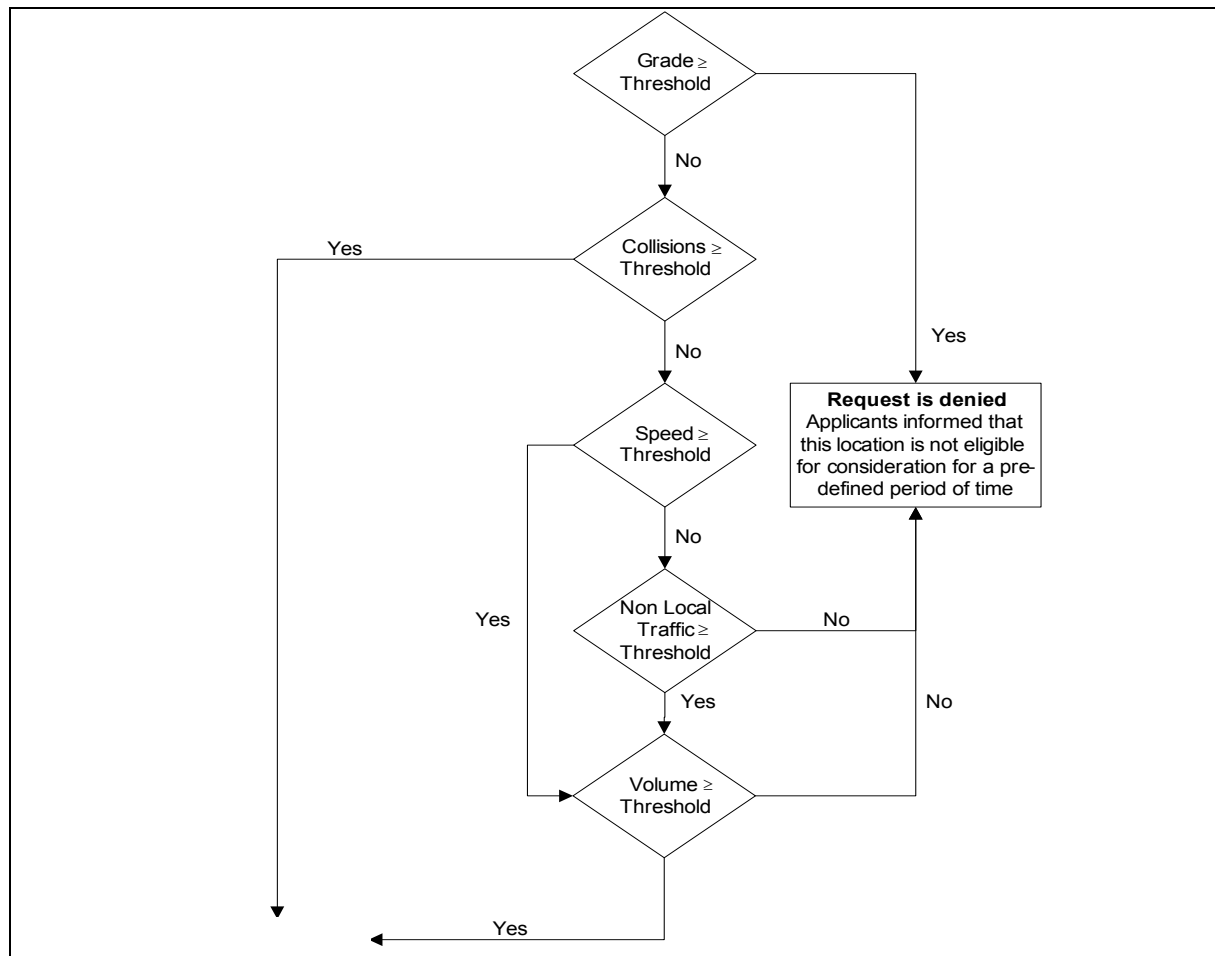 Grade ≥
Threshold
No
Yes
Collisions ≥
Threshold
Yes
No
Request is denied
Applicants informed that
this location is not eligible
for consideration for a pre-
defined period of time
Speed ≥
Threshold
No
Yes
Non Local
Traffic ≥
Threshold
No
Yes
No
Volume ≥
Threshold
Yes